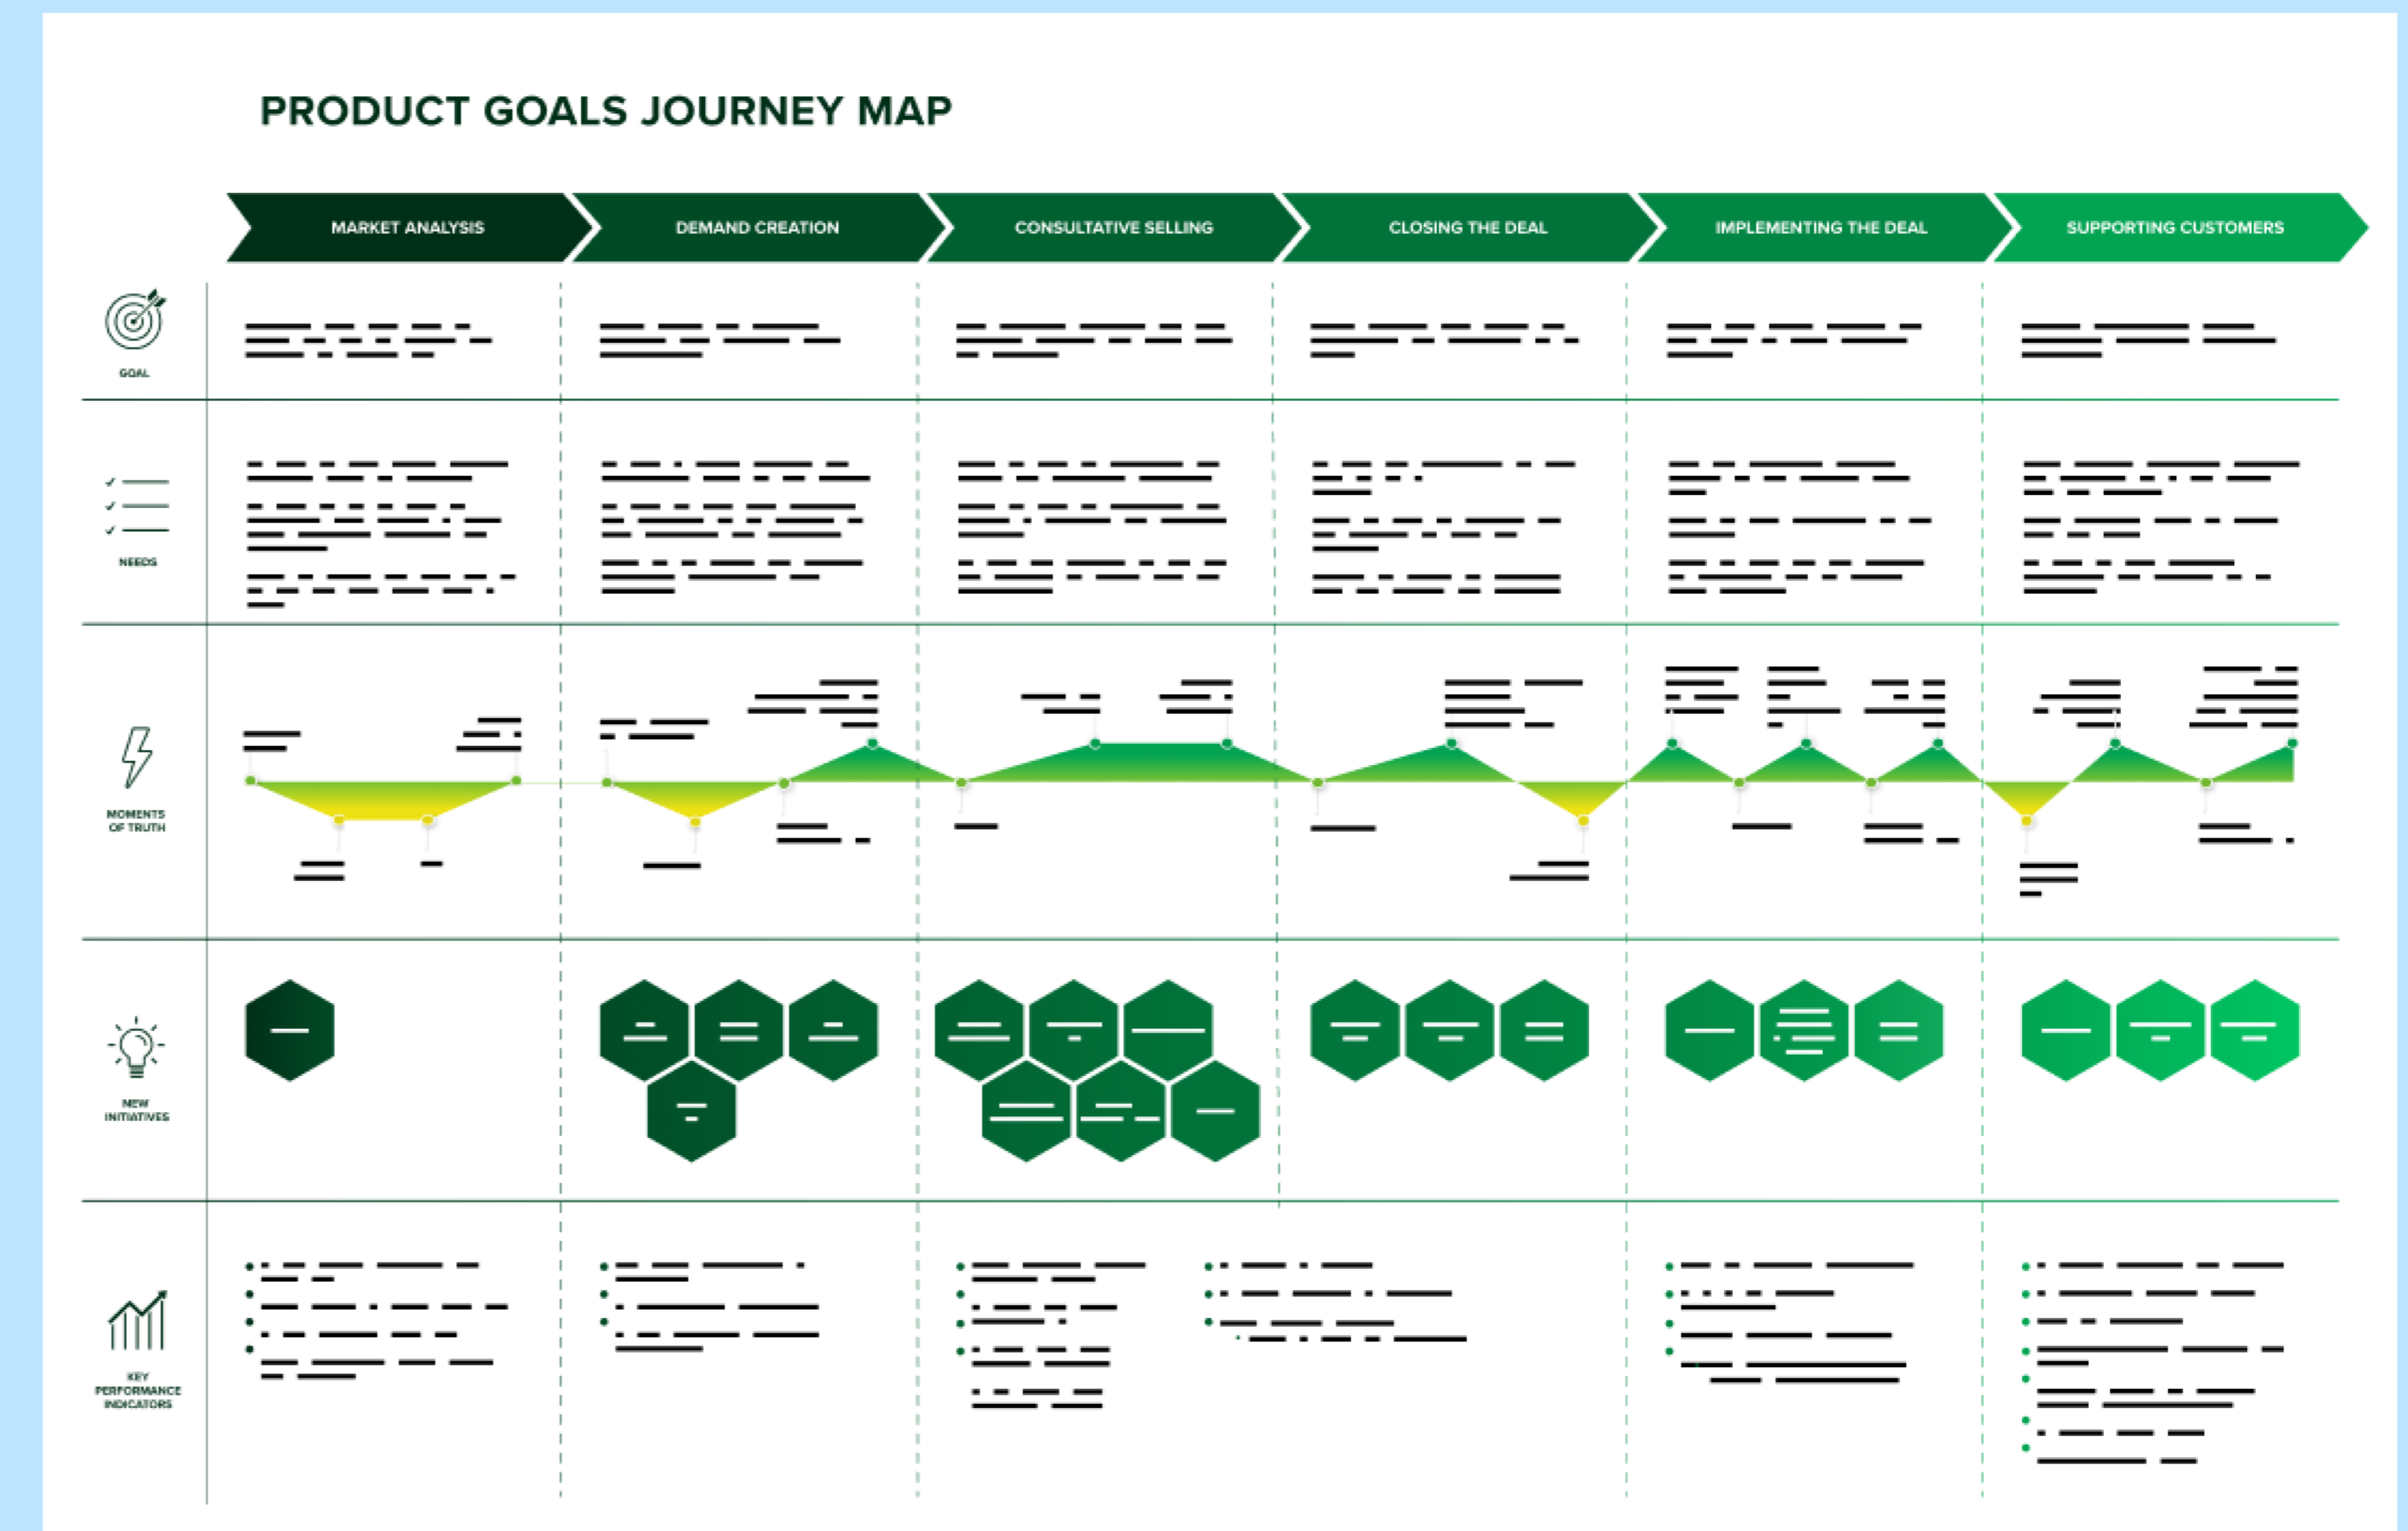 PRODUCT GOALS JOURNEY MAP
MARKET ANALYSIS
DEMAND CREATION
CONSULTATIVE SELLING
CLOSING THE DEAL
IMPLEMENTING THE DEAL
SUPPORTING CUSTOMERS
GOAL
NEEDS
MOMENTS
OF TRUTH
NEW
INITIATIVES
KEY
PERFORMANCE
INDICATORS